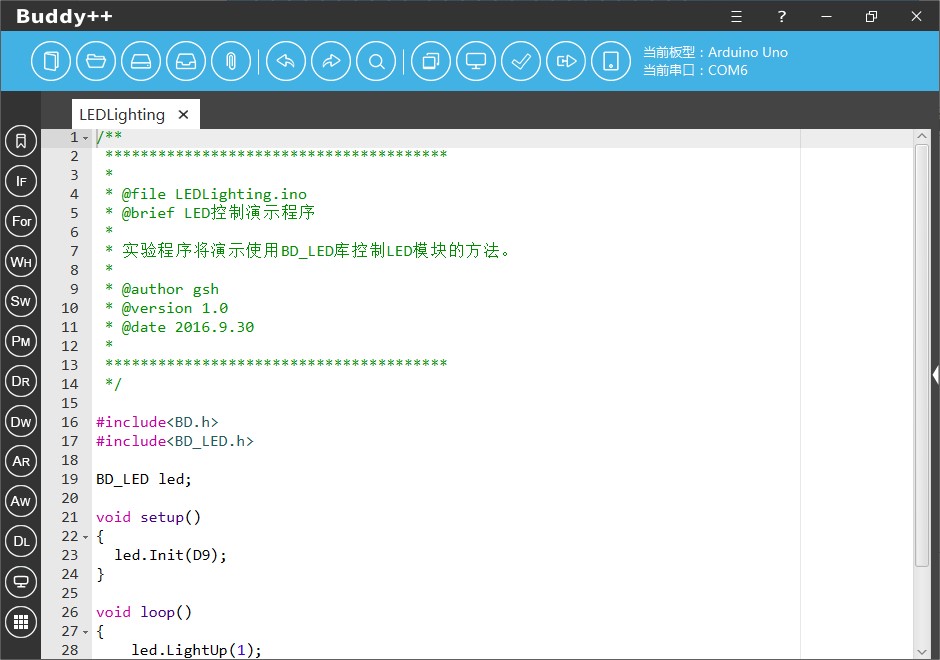 Buddy++
?
当前板型：Arduino Uno
当前串口：COM6
LEDLighting
IF
For
WH
SW
PM
DR
DW
AR
AW
DL
1 /**
2 ***************************************
3 *
4 * @file LEDLighting.ino
5 * @brief LED控制演示程序
6 *
7 * 实验程序将演示使用BD_LED库控制LED模块的方法。
8 *
9 * @author gsh
10 * @version 1.0
11 * @date 2016.9.30
12 *
13 ***************************************
14 */
15
16 #include<BD.h>
17 #include<BD_LED.h>
18
19 BD_LED led;
20
21 void setup()
22 {
23 led.Init(D9);
24 }
25
26 void loop()
27 {
28 led.LightUp(1);